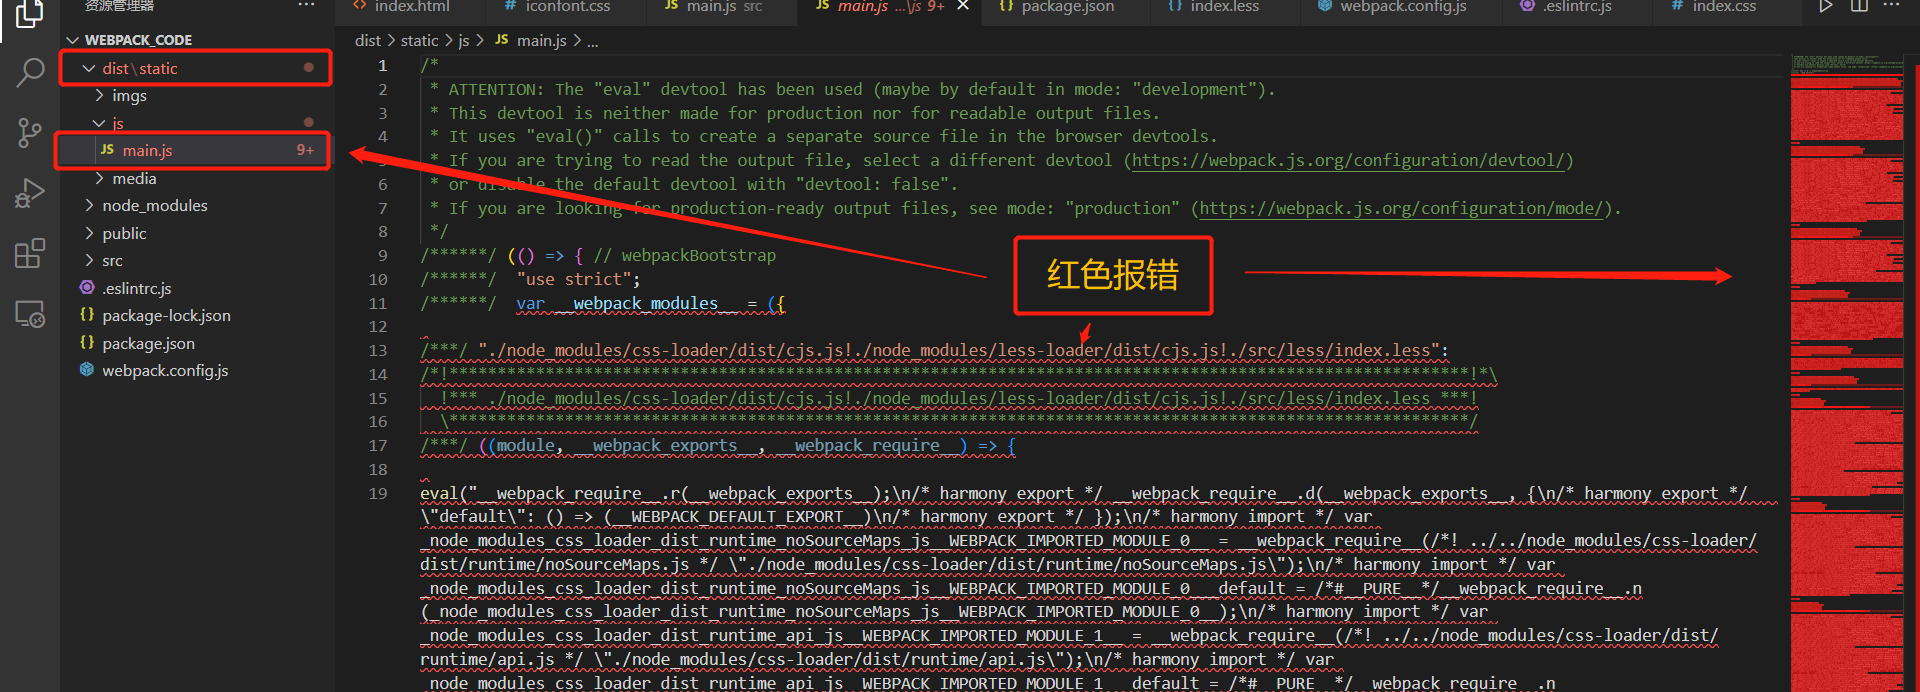 资源管理器 ···
index.html # iconfont.css JS main.js src JS main.js ...\js 9+ × {} package.json {} index.less webpack.config.js .eslintrc.js # index.css ···
WEBPACK_CODE
dist\static
imgs
js
JS main.js 9+
media
node_modules
public
src
.eslintrc.js
{} package-lock.json
{} package.json
webpack.config.js
dist > static > js > JS main.js > ...
1 /*
2  * ATTENTION: The "eval" devtool has been used (maybe by default in mode: "development").
3  * This devtool is neither made for production nor for readable output files.
4  * It uses "eval()" calls to create a separate source file in the browser devtools.
 * If you are trying to read the output file, select a different devtool (https://webpack.js.org/configuration/devtool/)
6  * or disable the default devtool with "devtool: false".
7  * If you are looking for production-ready output files, see mode: "production" (https://webpack.js.org/configuration/mode/).
8  */
9 /******/ (() => { // webpackBootstrap
10 /******/  "use strict";
11 /******/  var __webpack_modules__ = ({
12
13 /***/ "./node_modules/css-loader/dist/cjs.js!./node_modules/less-loader/dist/cjs.js!./src/less/index.less":
14 /*!**********************************************************************************************************!*\
15   !*** ./node_modules/css-loader/dist/cjs.js!./node_modules/less-loader/dist/cjs.js!./src/less/index.less ***!
16   \**********************************************************************************************************/
17 /***/ ((module, __webpack_exports__, __webpack_require__) => {
18
19 eval("__webpack_require__.r(__webpack_exports__);\n/* harmony export */ __webpack_require__.d(__webpack_exports__, {\n/* harmony export */
\"default\": () => (__WEBPACK_DEFAULT_EXPORT__)\n/* harmony export */ });\n/* harmony import */ var
_node_modules_css_loader_dist_runtime_noSourceMaps_js__WEBPACK_IMPORTED_MODULE_0__ = __webpack_require__(/*! ../../node_modules/css-loader/
dist/runtime/noSourceMaps.js */ \"./node_modules/css-loader/dist/runtime/noSourceMaps.js\");\n/* harmony import */ var
_node_modules_css_loader_dist_runtime_noSourceMaps_js__WEBPACK_IMPORTED_MODULE_0___default = /*#__PURE__*/__webpack_require__.n
(_node_modules_css_loader_dist_runtime_noSourceMaps_js__WEBPACK_IMPORTED_MODULE_0__);\n/* harmony import */ var
_node_modules_css_loader_dist_runtime_api_js__WEBPACK_IMPORTED_MODULE_1__ = __webpack_require__(/*! ../../node_modules/css-loader/dist/
runtime/api.js */ \"./node_modules/css-loader/dist/runtime/api.js\");\n/* harmony import */ var
_node_modules_css_loader_dist_runtime_api_js__WEBPACK_IMPORTED_MODULE_1___default = /*#__PURE__*/__webpack_require__.n
红色报错